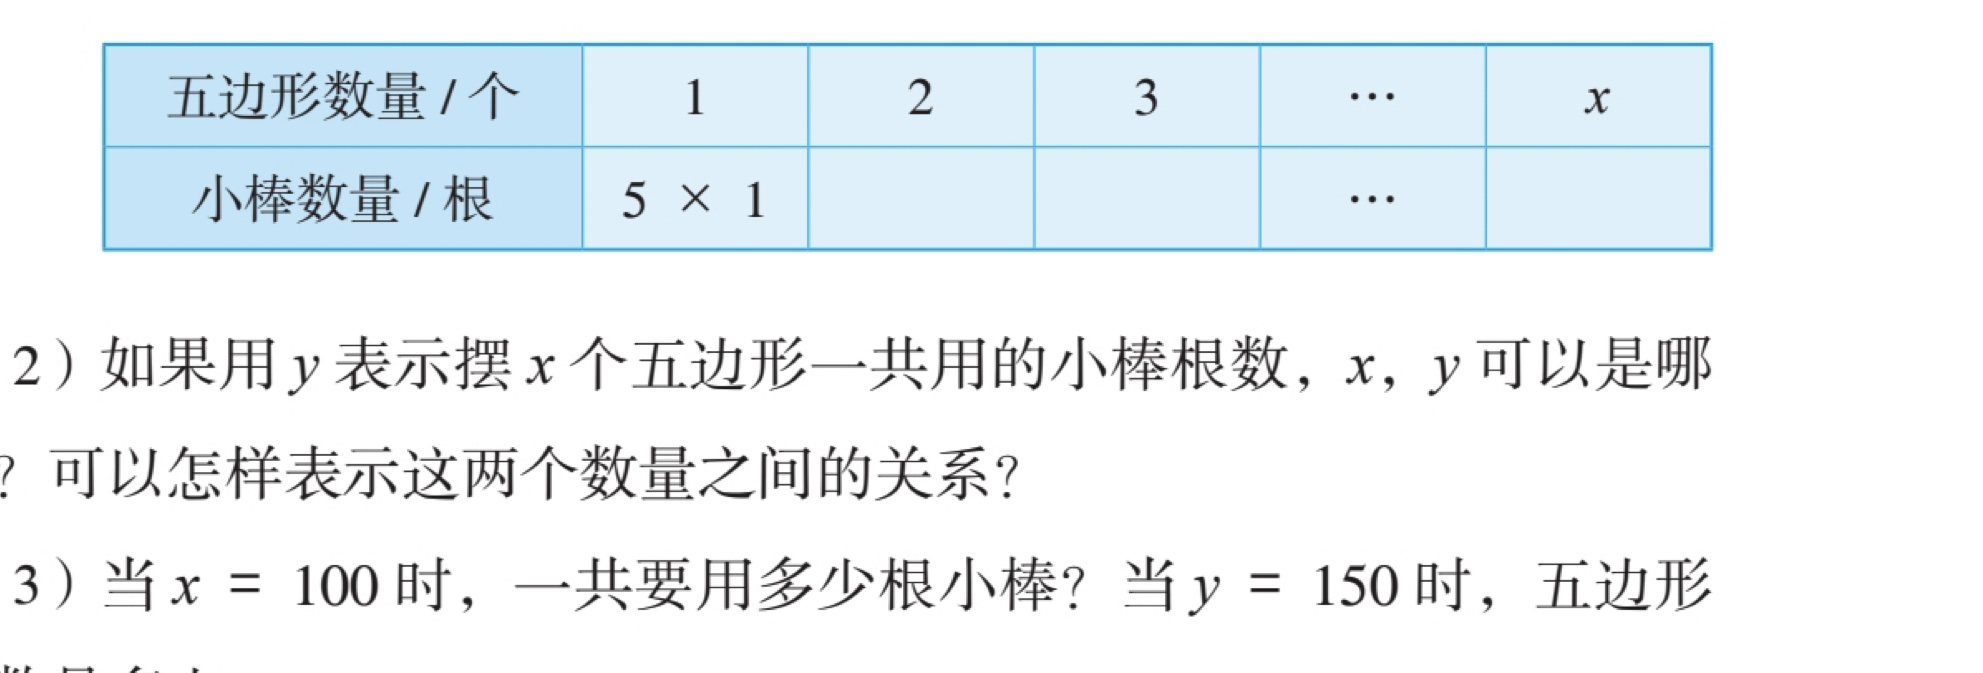 五边形数量 / 个 1 2 3 … x
小棒数量 / 根 5 × 1 …
2）如果用 y 表示摆 x 个五边形一共用的小棒根数，x，y 可以是哪
？可以怎样表示这两个数量之间的关系？
3）当 x = 100 时，一共要用多少根小棒？当 y = 150 时，五边形